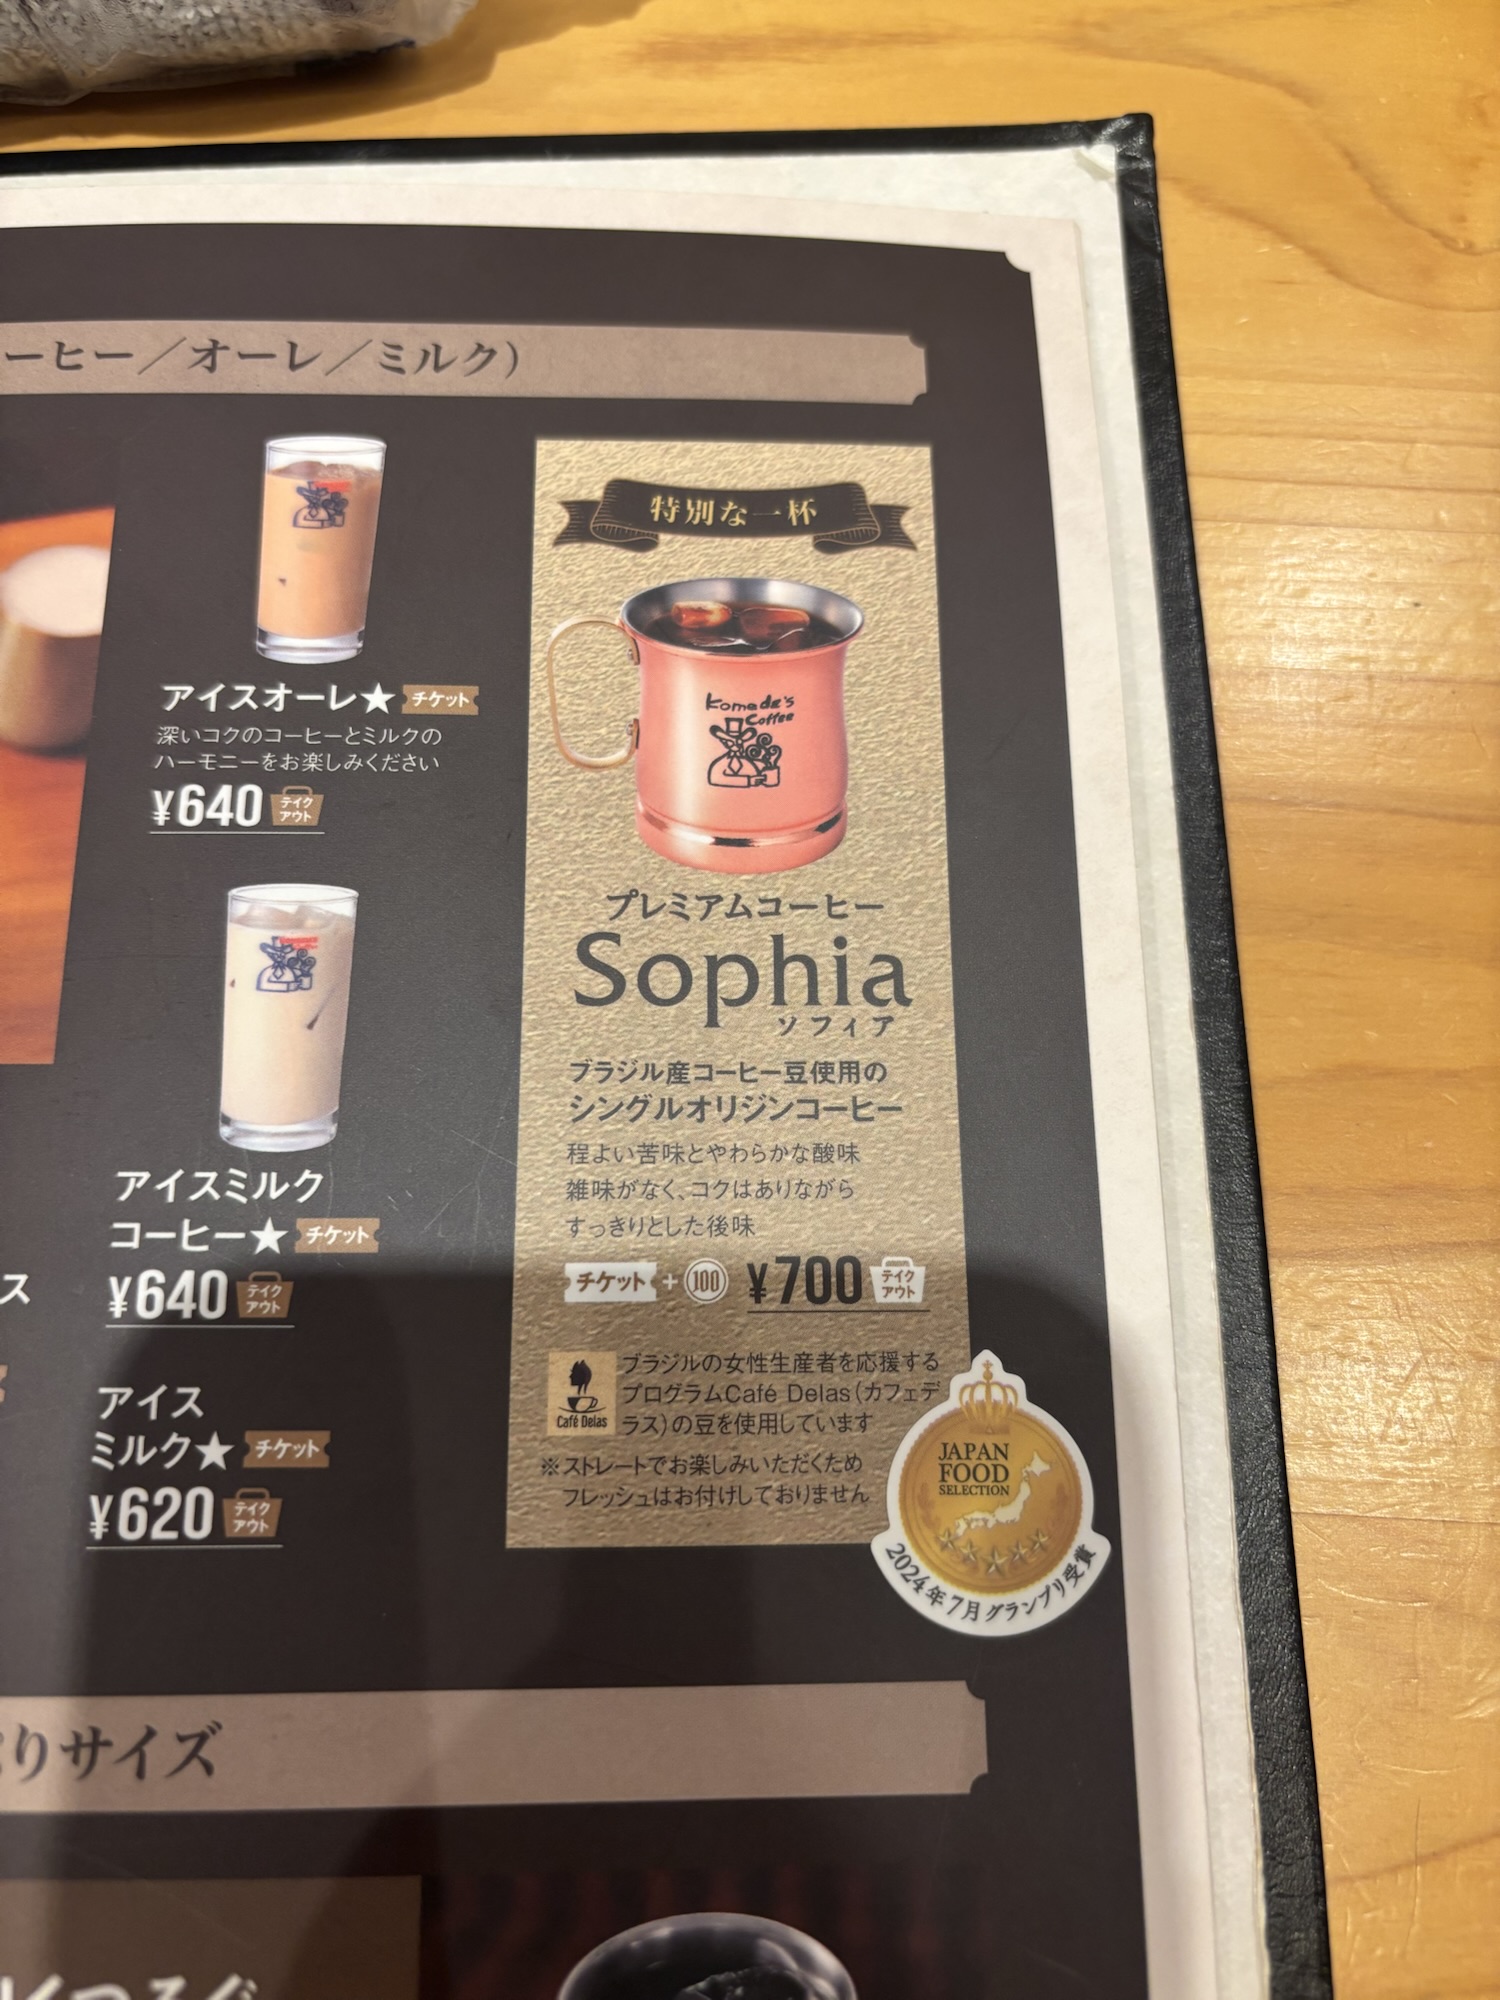 ーヒー／オーレ／ミルク）
アイスオーレ★ チケット
深いコクのコーヒーとミルクの
ハーモニーをお楽しみください
¥640 テイクアウト
アイスミルク
コーヒー★ チケット
¥640 テイクアウト
ス
アイス
ミルク★ チケット
¥620 テイクアウト
特別な一杯
Komeda's
Coffee
プレミアムコーヒー
Sophia
ソフィア
ブラジル産コーヒー豆使用の
シングルオリジンコーヒー
程よい苦味とやわらかな酸味
雑味がなく、コクはありながら
すっきりとした後味
チケット + 100 ¥700 テイクアウト
Café Delas
ブラジルの女性生産者を応援する
プログラムCafé Delas（カフェデ
ラス）の豆を使用しています
※ストレートでお楽しみいただくため
フレッシュはお付けしておりません
JAPAN
FOOD
SELECTION
2024年7月グランプリ受賞
りサイズ